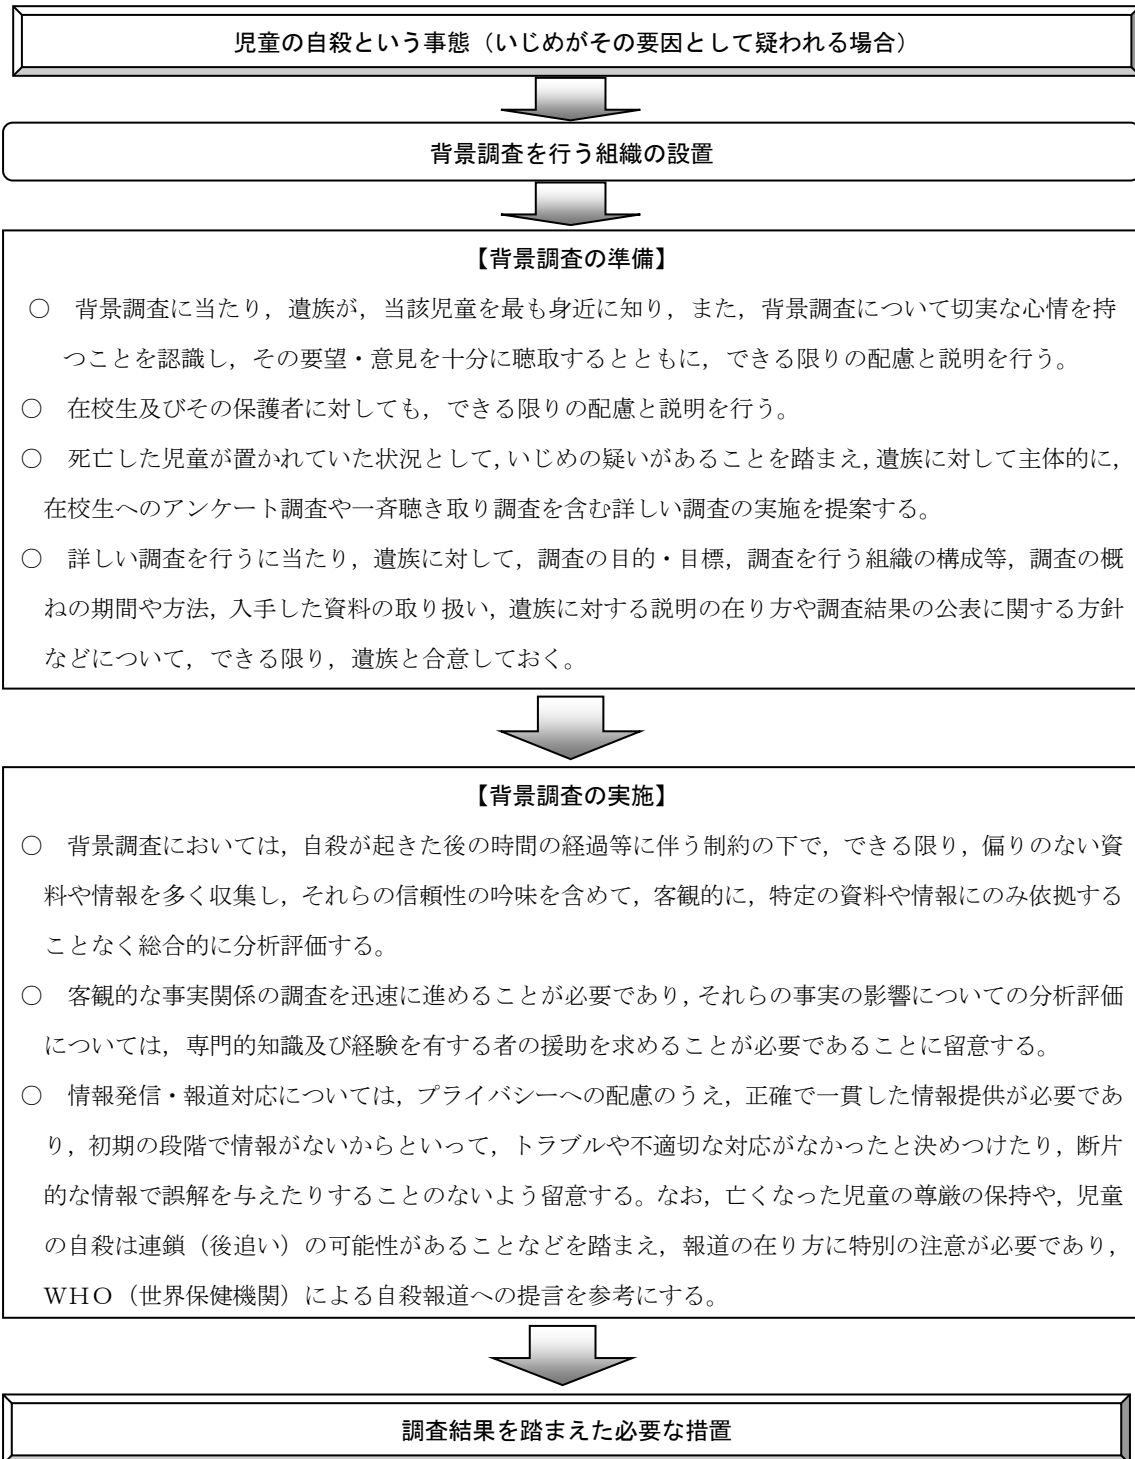 児童の自殺という事態（いじめがその要因として疑われる場合）
背景調査を行う組織の設置
【背景調査の準備】
○　背景調査に当たり，遺族が，当該児童を最も身近に知り，また，背景調査について切実な心情を持
つことを認識し，その要望・意見を十分に聴取するとともに，できる限りの配慮と説明を行う。
○　在校生及びその保護者に対しても，できる限りの配慮と説明を行う。
○　死亡した児童が置かれていた状況として，いじめの疑いがあることを踏まえ，遺族に対して主体的に，
在校生へのアンケート調査や一斉聴き取り調査を含む詳しい調査の実施を提案する。
○　詳しい調査を行うに当たり，遺族に対して，調査の目的・目標，調査を行う組織の構成等，調査の概
ねの期間や方法，入手した資料の取り扱い，遺族に対する説明の在り方や調査結果の公表に関する方針
などについて，できる限り，遺族と合意しておく。
【背景調査の実施】
○　背景調査においては，自殺が起きた後の時間の経過等に伴う制約の下で，できる限り，偏りのない資
料や情報を多く収集し，それらの信頼性の吟味を含めて，客観的に，特定の資料や情報にのみ依拠する
ことなく総合的に分析評価する。
○　客観的な事実関係の調査を迅速に進めることが必要であり，それらの事実の影響についての分析評価
については，専門的知識及び経験を有する者の援助を求めることが必要であることに留意する。
○　情報発信・報道対応については，プライバシーへの配慮のうえ，正確で一貫した情報提供が必要であ
り，初期の段階で情報がないからといって，トラブルや不適切な対応がなかったと決めつけたり，断片
的な情報で誤解を与えたりすることのないよう留意する。なお，亡くなった児童の尊厳の保持や，児童
の自殺は連鎖（後追い）の可能性があることなどを踏まえ，報道の在り方に特別の注意が必要であり，
ＷＨＯ（世界保健機関）による自殺報道への提言を参考にする。
調査結果を踏まえた必要な措置